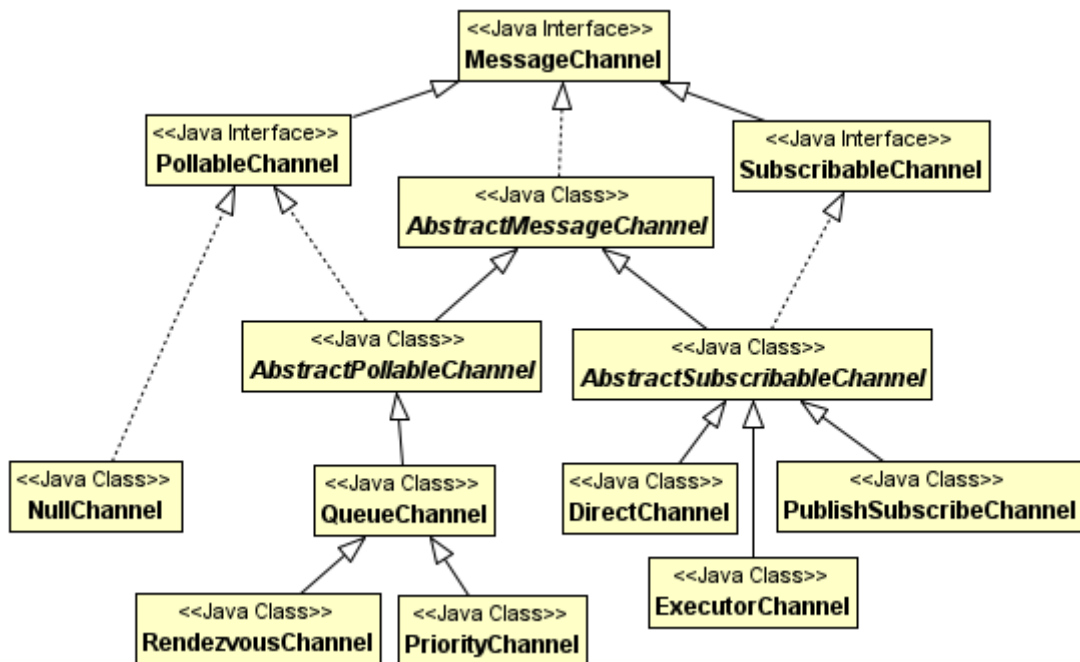 <<Java Interface>>
MessageChannel
<<Java Interface>>
PollableChannel
<<Java Interface>>
SubscribableChannel
<<Java Class>>
AbstractMessageChannel
<<Java Class>>
AbstractPollableChannel
<<Java Class>>
AbstractSubscribableChannel
<<Java Class>>
NullChannel
<<Java Class>>
QueueChannel
<<Java Class>>
DirectChannel
<<Java Class>>
PublishSubscribeChannel
<<Java Class>>
ExecutorChannel
<<Java Class>>
RendezvousChannel
<<Java Class>>
PriorityChannel